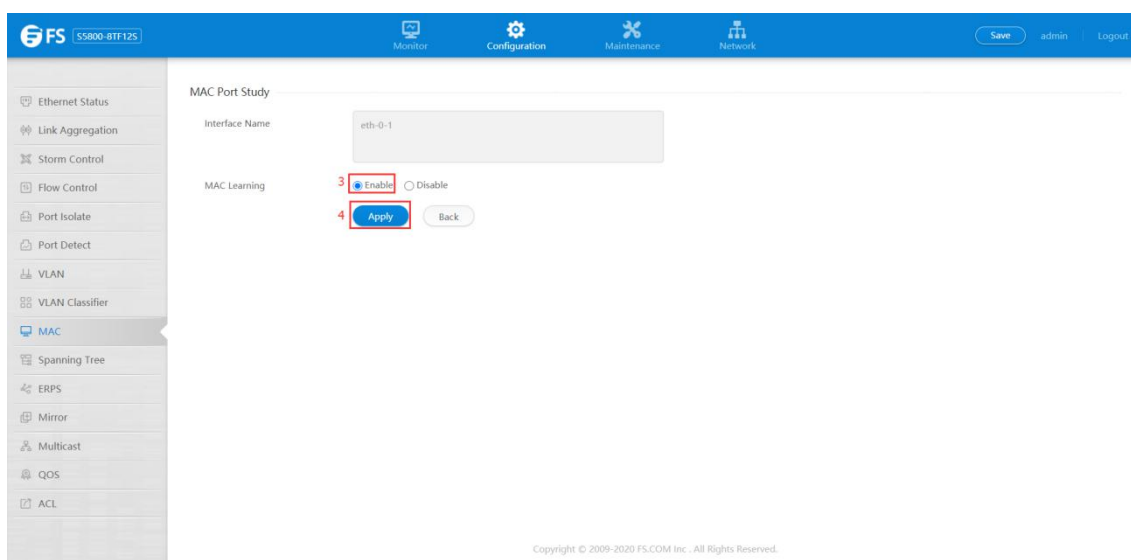 FS S5800-8TF12S
Monitor
Configuration
Maintenance
Network
Save admin Logout
Ethernet Status
Link Aggregation
Storm Control
Flow Control
Port Isolate
Port Detect
VLAN
VLAN Classifier
MAC
Spanning Tree
ERPS
Mirror
Multicast
QOS
ACL
MAC Port Study
Interface Name eth-0-1
MAC Learning 3 Enable Disable
4 Apply Back
Copyright © 2009-2020 FS.COM Inc . All Rights Reserved.